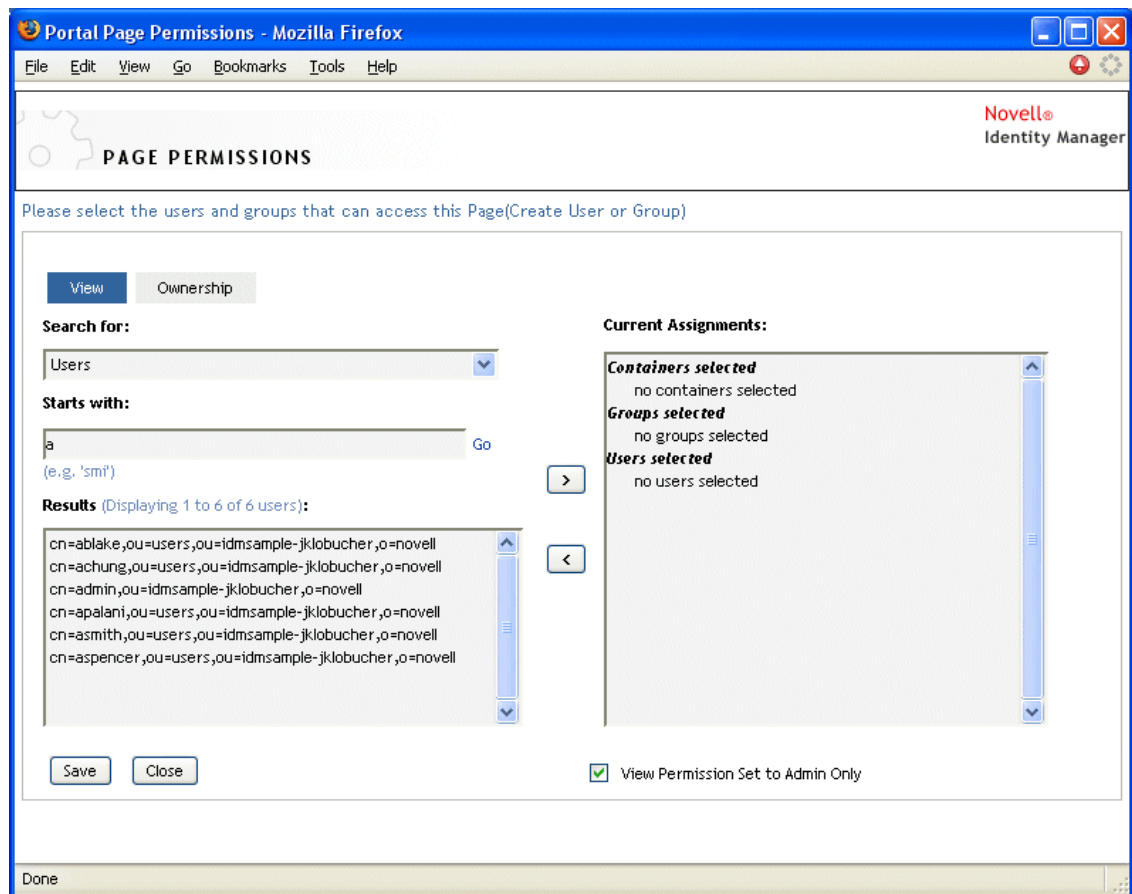 Portal Page Permissions - Mozilla Firefox
File Edit View Go Bookmarks Tools Help
Novell®
Identity Manager
PAGE PERMISSIONS
Please select the users and groups that can access this Page(Create User or Group)
View Ownership
Search for:
Users
Starts with:
a
Go
(e.g. 'smi')
Results (Displaying 1 to 6 of 6 users):
cn=ablake,ou=users,ou=idmsample-jklobucher,o=novell
cn=achung,ou=users,ou=idmsample-jklobucher,o=novell
cn=admin,ou=idmsample-jklobucher,o=novell
cn=apalani,ou=users,ou=idmsample-jklobucher,o=novell
cn=asmith,ou=users,ou=idmsample-jklobucher,o=novell
cn=aspencer,ou=users,ou=idmsample-jklobucher,o=novell
>
<
Current Assignments:
Containers selected
no containers selected
Groups selected
no groups selected
Users selected
no users selected
Save Close
View Permission Set to Admin Only
Done